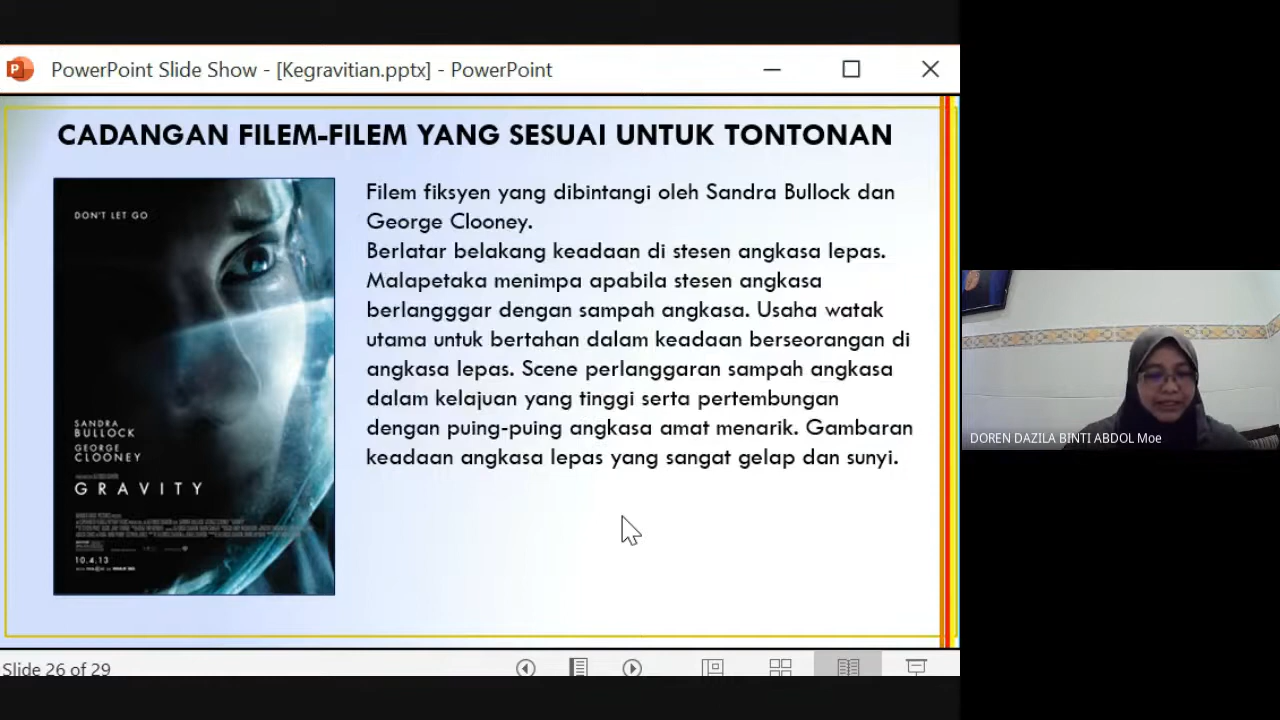 PowerPoint Slide Show - [Kegravitian.pptx] - PowerPoint
CADANGAN FILEM-FILEM YANG SESUAI UNTUK TONTONAN
DON'T LET GO
SANDRA
BULLOCK
GEORGE
CLOONEY
GRAVITY
10.4.13
Filem fiksyen yang dibintangi oleh Sandra Bullock dan
George Clooney.
Berlatar belakang keadaan di stesen angkasa lepas.
Malapetaka menimpa apabila stesen angkasa
berlangggar dengan sampah angkasa. Usaha watak
utama untuk bertahan dalam keadaan berseorangan di
angkasa lepas. Scene perlanggaran sampah angkasa
dalam kelajuan yang tinggi serta pertembungan
dengan puing-puing angkasa amat menarik. Gambaran
keadaan angkasa lepas yang sangat gelap dan sunyi.
DOREN DAZILA BINTI ABDOL Moe
Slide 26 of 29